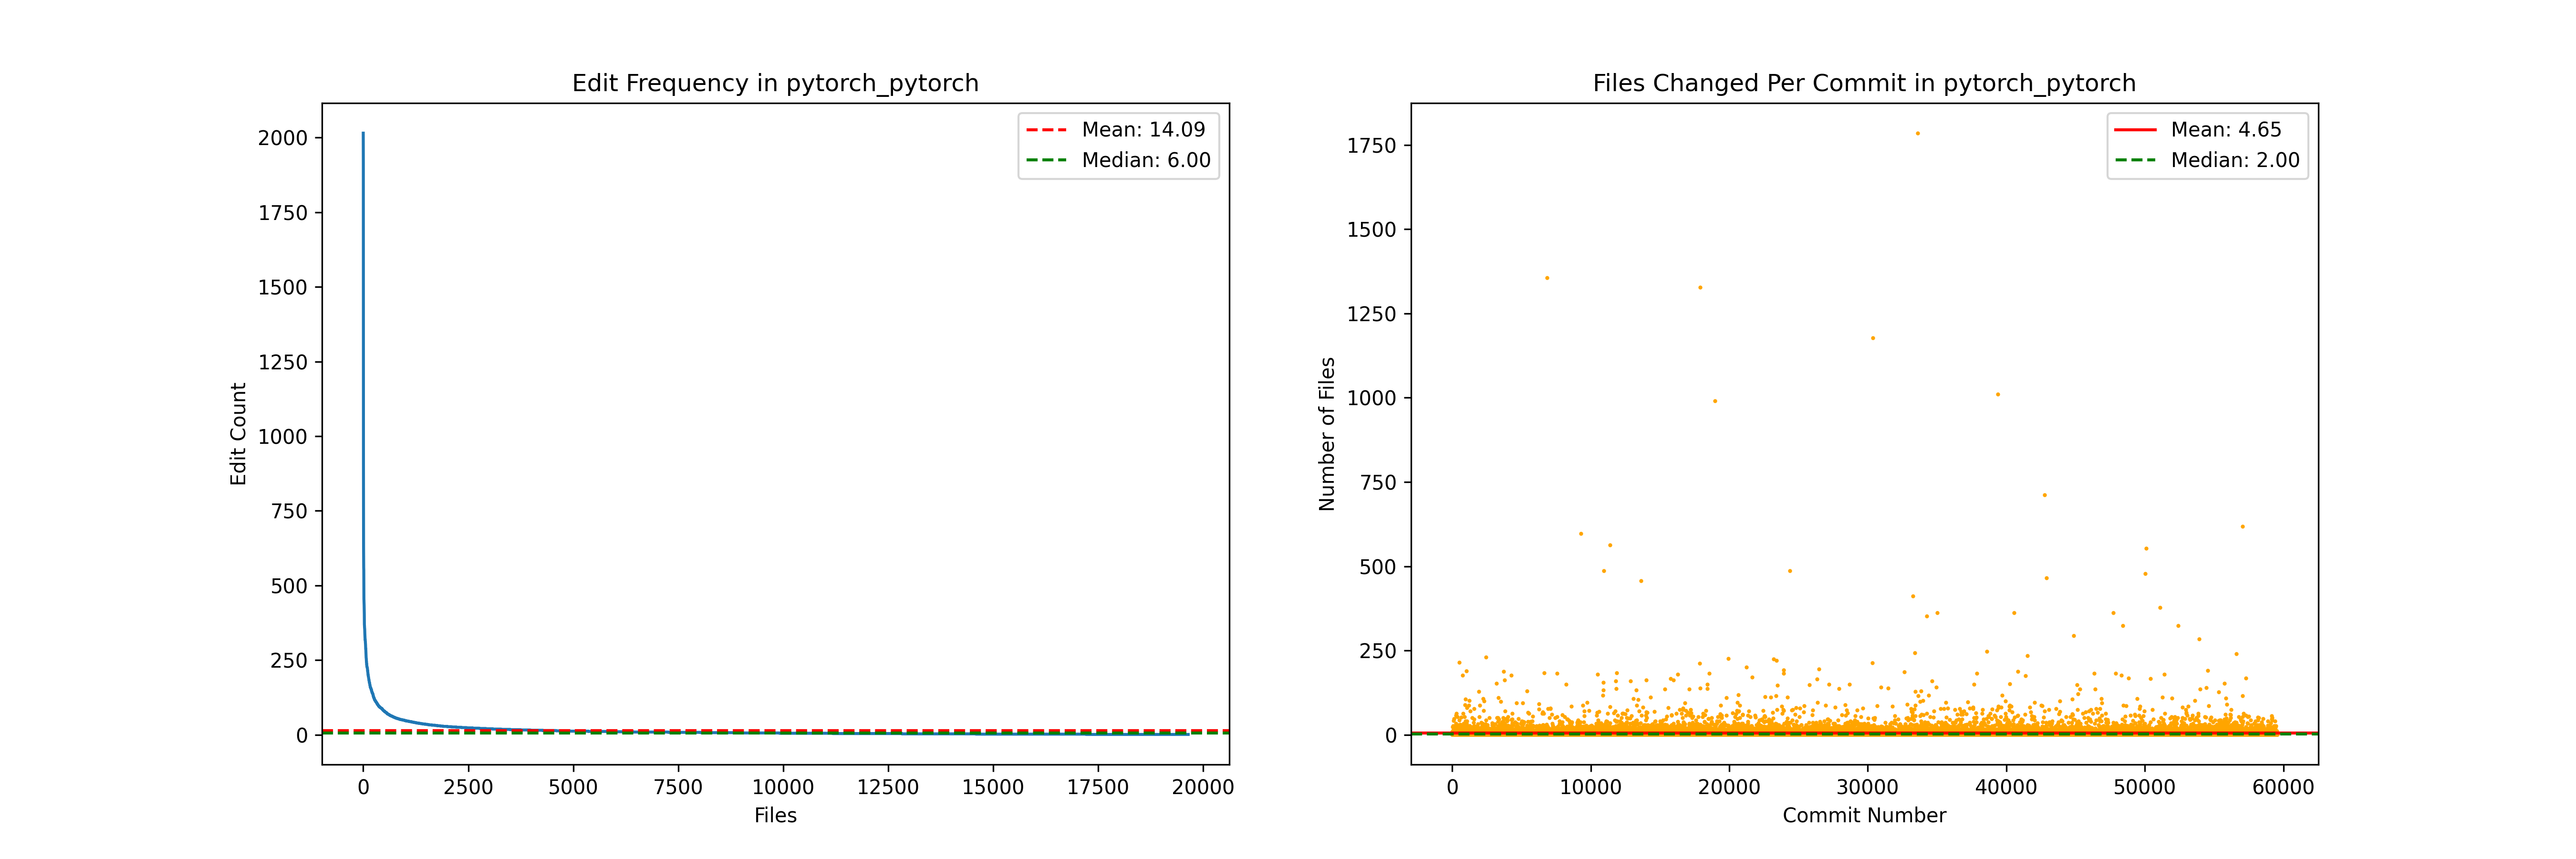 Edit Frequency in pytorch_pytorch
Mean: 14.09
Median: 6.00
2000
1750
1500
1250
1000
750
500
250
0
Edit Count
0 2500 5000 7500 10000 12500 15000 17500 20000
Files
Files Changed Per Commit in pytorch_pytorch
Mean: 4.65
Median: 2.00
1750
1500
1250
1000
750
500
250
0
Number of Files
0 10000 20000 30000 40000 50000 60000
Commit Number